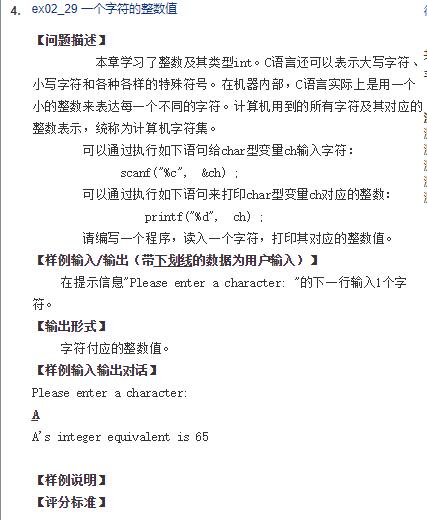 4. ex02_29 一个字符的整数值
【问题描述】
本章学习了整数及其类型int。C语言还可以表示大写字符、
小写字符和各种各样的特殊符号。在机器内部，C语言实际上是用一个
小的整数来表达每一个不同的字符。计算机用到的所有字符及其对应的
整数表示，统称为计算机字符集。
可以通过执行如下语句给char型变量ch输入字符：
scanf("%c", &ch) ;
可以通过执行如下语句来打印char型变量ch对应的整数：
printf("%d", ch) ;
请编写一个程序，读入一个字符，打印其对应的整数值。
【样例输入/输出（带下划线的数据为用户输入）】
在提示信息"Please enter a character: "的下一行输入1个字
符。
【输出形式】
字符付应的整数值。
【样例输入输出对话】
Please enter a character:
A
A's integer equivalent is 65
【样例说明】
【评分标准】